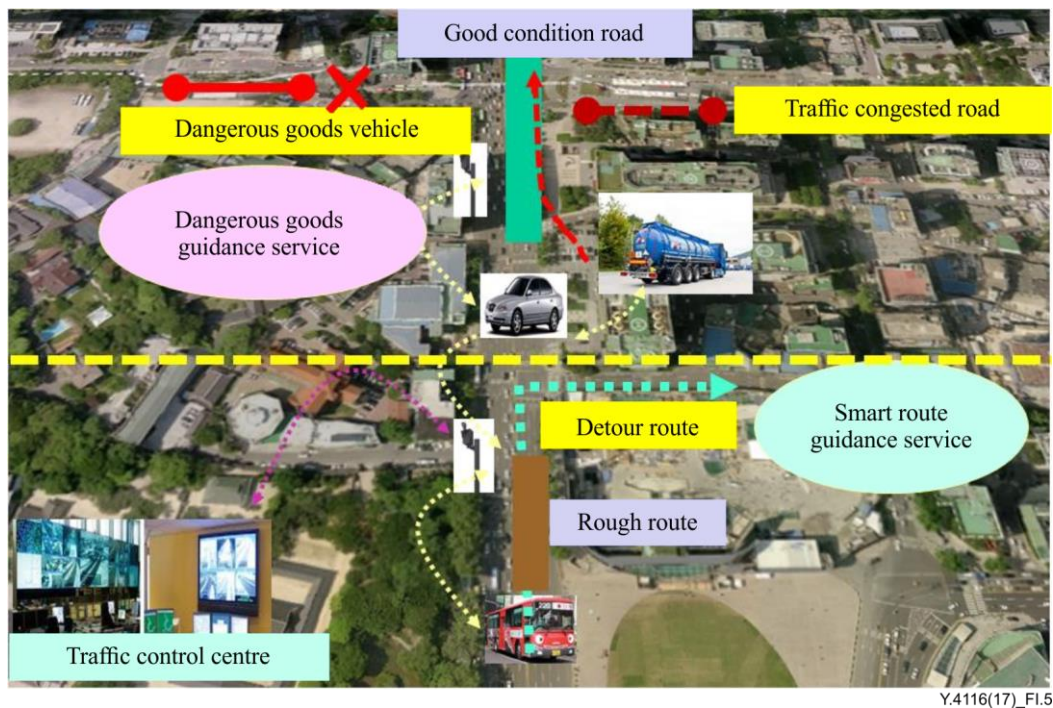 Good condition road
Dangerous goods vehicle
Traffic congested road
Dangerous goods
guidance service
Detour route
Smart route
guidance service
Rough route
220
Traffic control centre
Y.4116(17)_FI.5